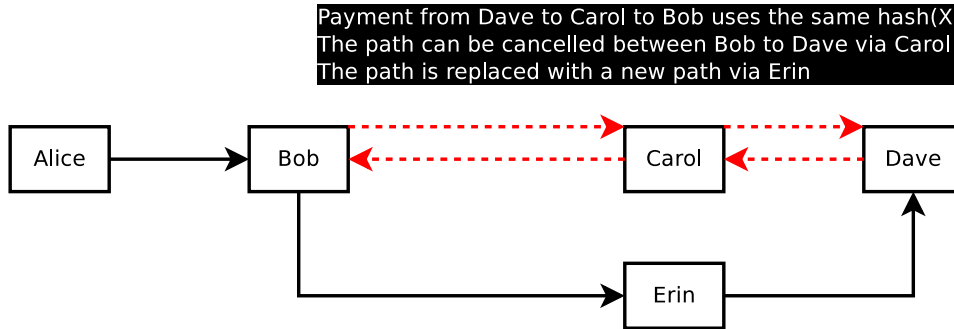 Payment from Dave to Carol to Bob uses the same hash(X
The path can be cancelled between Bob to Dave via Carol
The path is replaced with a new path via Erin
Alice
Bob
Carol
Dave
Erin